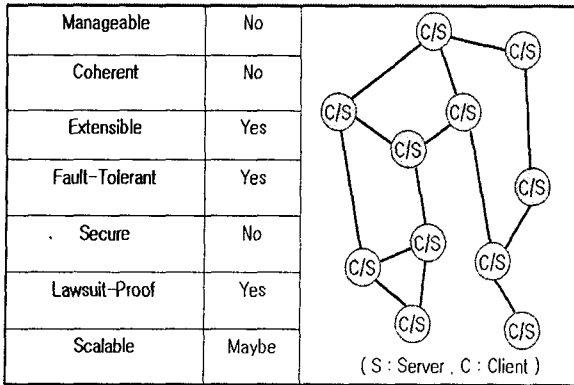 Manageable No
Coherent No
Extensible Yes
Fault-Tolerant Yes
Secure No
Lawsuit-Proof Yes
Scalable Maybe
C/S
C/S
C/S
C/S
C/S
C/S
C/S
C/S
C/S
C/S
C/S
( S : Server , C : Client )